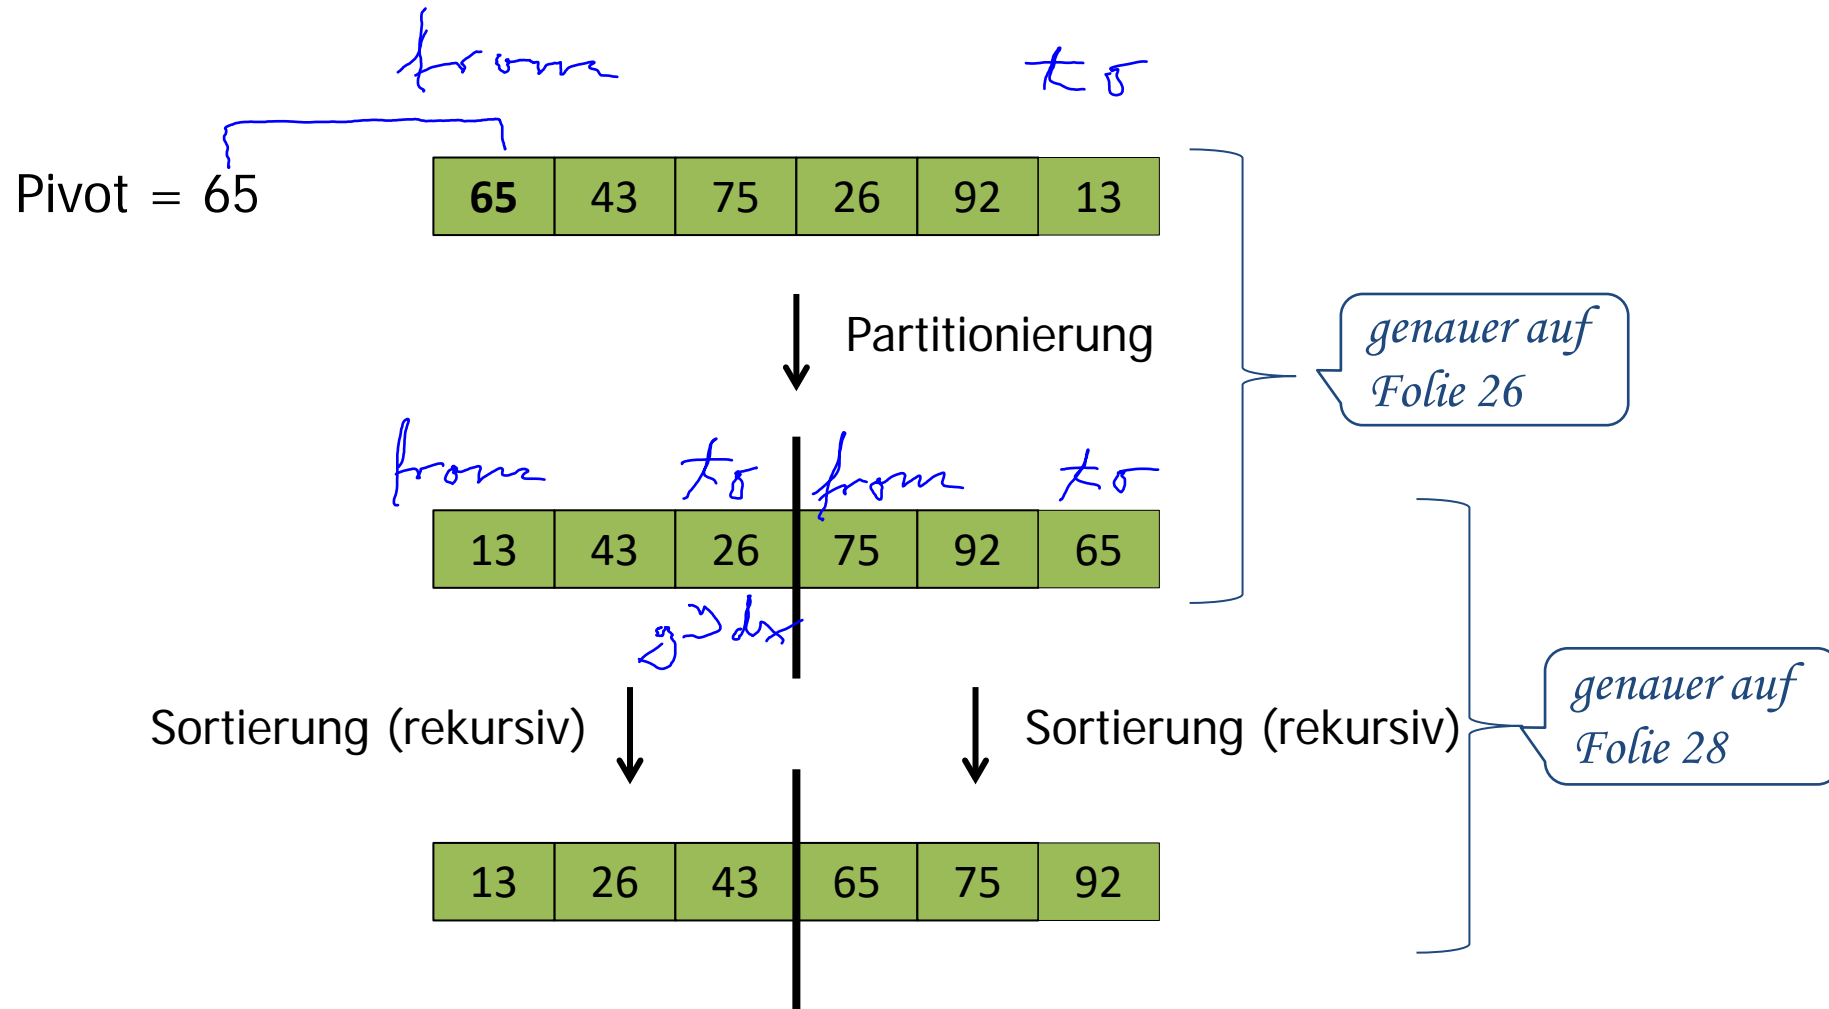 from to
Pivot = 65
65 43 75 26 92 13
Partitionierung
genauer auf
Folie 26
from to from to
13 43 26 75 92 65
Sortierung (rekursiv)
Sortierung (rekursiv)
genauer auf
Folie 28
13 26 43 65 75 92